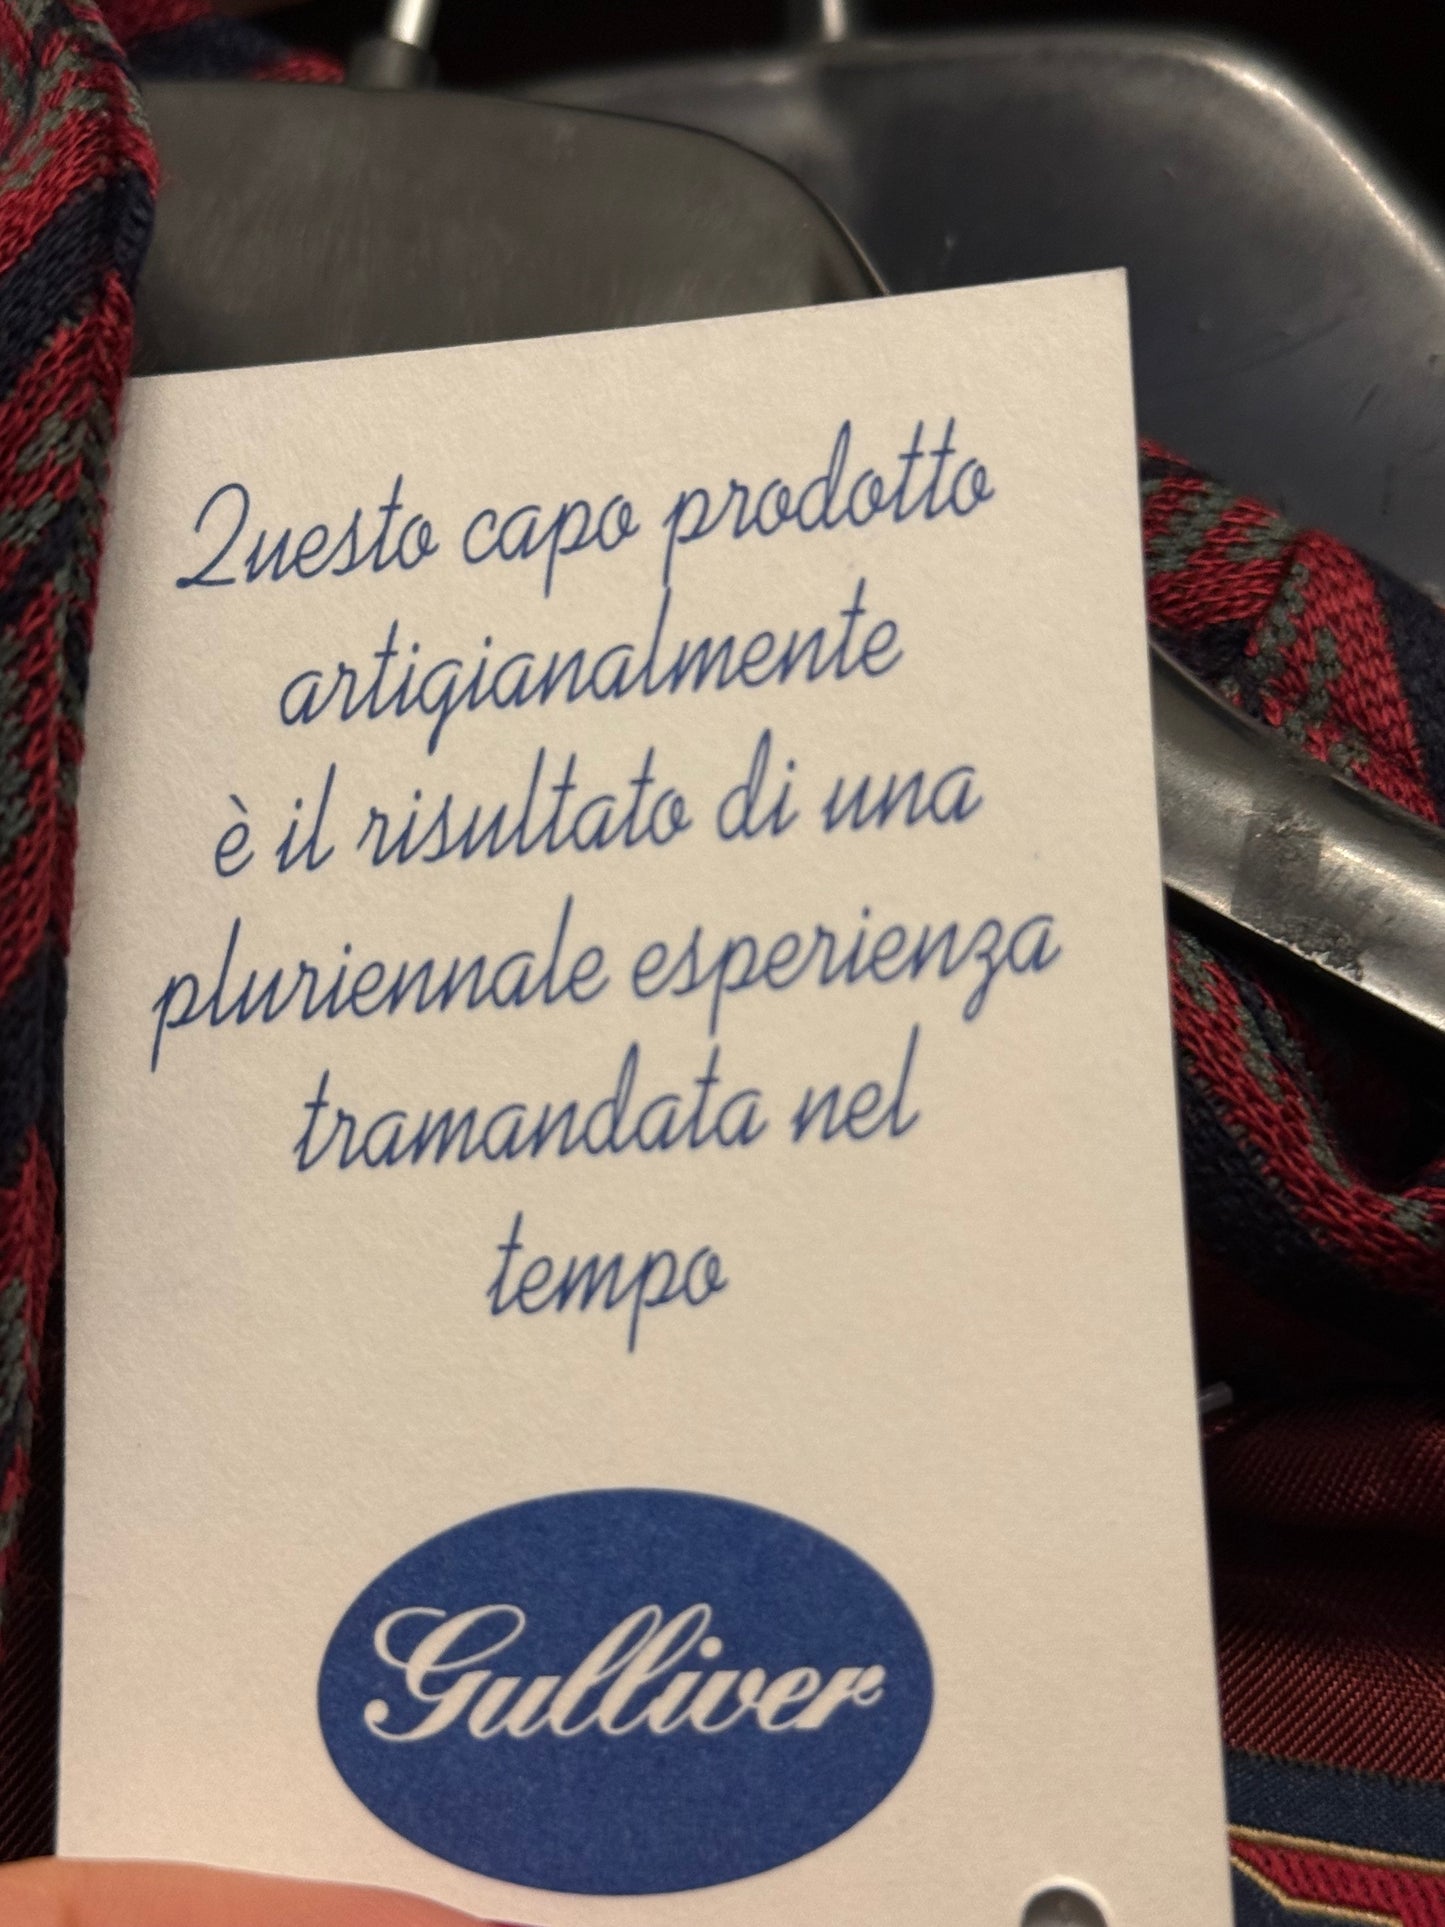 Questo capo prodotto
artigianalmente
è il risultato di una
pluriennale esperienza
tramandata nel
tempo
Gulliver